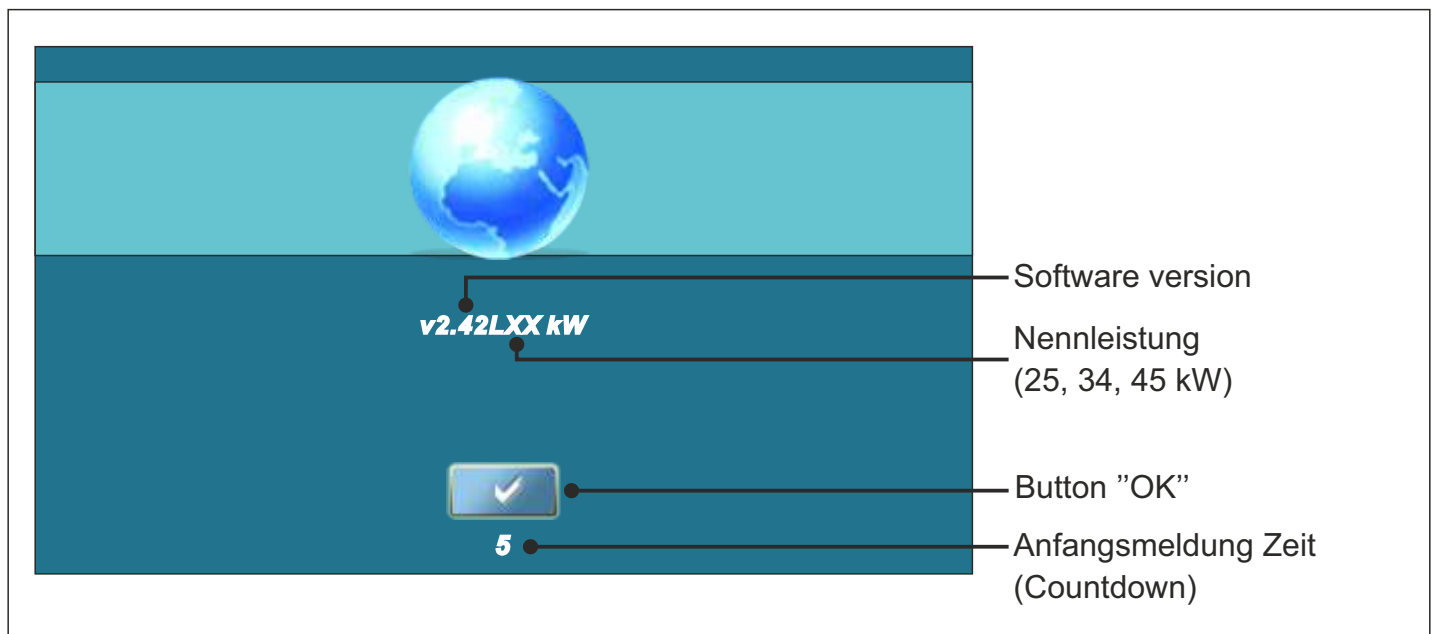 Software version
v2.42LXX kW
Nennleistung
(25, 34, 45 kW)
Button ’’OK’’
5
Anfangsmeldung Zeit
(Countdown)